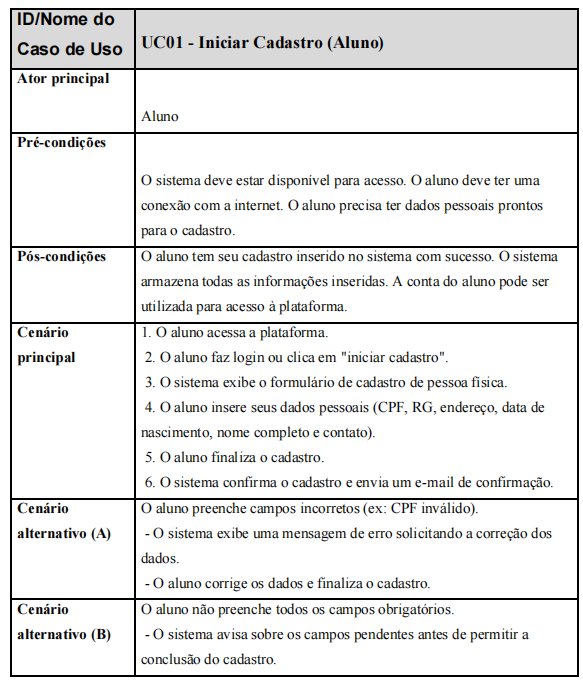 ID/Nome do
Caso de Uso
UC01 - Iniciar Cadastro (Aluno)
Ator principal
Aluno
Pré-condições
O sistema deve estar disponível para acesso. O aluno deve ter uma
conexão com a internet. O aluno precisa ter dados pessoais prontos
para o cadastro.
Pós-condições
O aluno tem seu cadastro inserido no sistema com sucesso. O sistema
armazena todas as informações inseridas. A conta do aluno pode ser
utilizada para acesso à plataforma.
Cenário
principal
1. O aluno acessa a plataforma.
2. O aluno faz login ou clica em "iniciar cadastro".
3. O sistema exibe o formulário de cadastro de pessoa física.
4. O aluno insere seus dados pessoais (CPF, RG, endereço, data de
nascimento, nome completo e contato).
5. O aluno finaliza o cadastro.
6. O sistema confirma o cadastro e envia um e-mail de confirmação.
Cenário
alternativo (A)
O aluno preenche campos incorretos (ex: CPF inválido).
- O sistema exibe uma mensagem de erro solicitando a correção dos
dados.
- O aluno corrige os dados e finaliza o cadastro.
Cenário
alternativo (B)
O aluno não preenche todos os campos obrigatórios.
- O sistema avisa sobre os campos pendentes antes de permitir a
conclusão do cadastro.